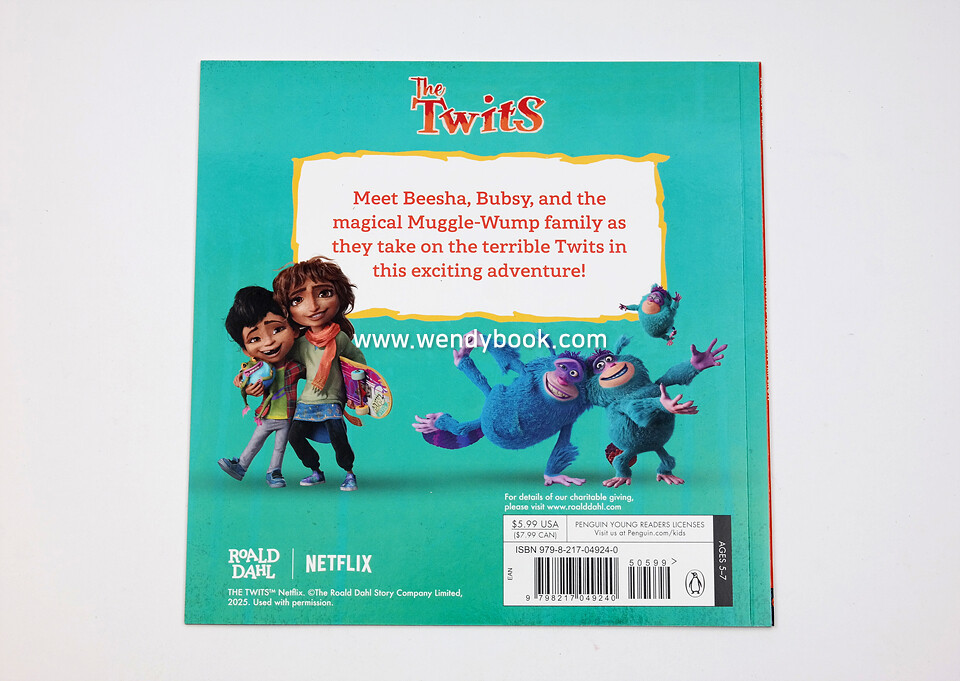 The
Twits
Meet Beesha, Bubsy, and the
magical Muggle-Wump family as
they take on the terrible Twits in
this exciting adventure!
www.wendybook.com
For details of our charitable giving,
please visit www.roalddahl.com
$5.99 USA
($7.99 CAN)
PENGUIN YOUNG READERS LICENSES
Visit us at Penguin.com/kids
AGES 5–7
ISBN 979-8-217-04924-0
50599>
EAN
9 798217 049240
ROALD
DAHL
NETFLIX
THE TWITS™ Netflix. ©The Roald Dahl Story Company Limited,
2025. Used with permission.